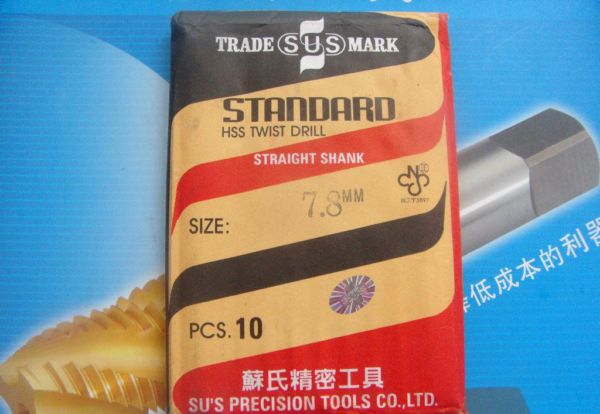 TRADE SUS MARK
STANDARD
HSS TWIST DRILL
STRAIGHT SHANK
SIZE: 7.8MM
PCS. 10
蘇氏精密工具
SU'S PRECISION TOOLS CO.,LTD.
降低成本的利器